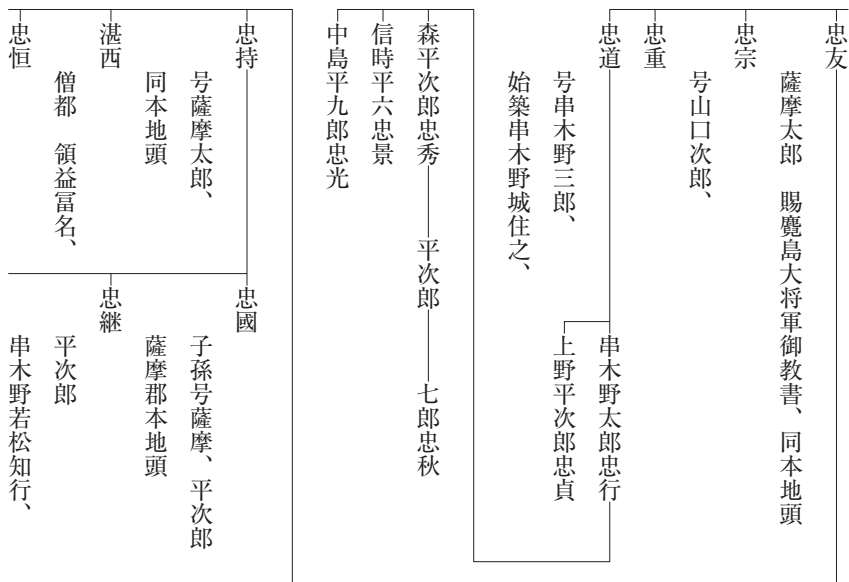 忠友
薩摩太郎　賜麑島大将軍御教書、同本地頭
忠宗
号山口次郎、
忠重
忠道
串木野太郎忠行
上野平次郎忠貞
号串木野三郎、
始築串木野城住之、
森平次郎忠秀　平次郎　七郎忠秋
信時平六忠景
中島平九郎忠光
忠持
号薩摩太郎、
同本地頭
湛西
僧都　領益冨名、
忠恒
忠國
子孫号薩摩、平次郎
薩摩郡本地頭
忠継
平次郎
串木野若松知行、